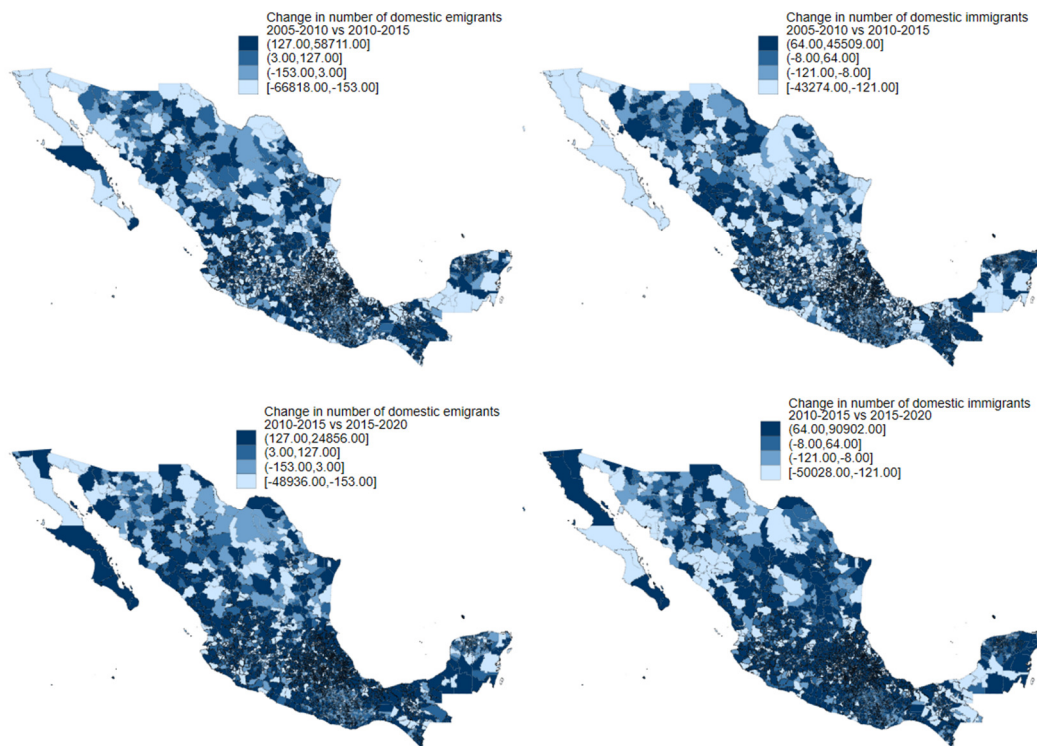 Change in number of domestic emigrants
2005-2010 vs 2010-2015
(127.00,58711.00]
(3.00,127.00]
(-153.00,3.00]
[-66818.00,-153.00]
Change in number of domestic immigrants
2005-2010 vs 2010-2015
(64.00,45509.00]
(-8.00,64.00]
(-121.00,-8.00]
[-43274.00,-121.00]
Change in number of domestic emigrants
2010-2015 vs 2015-2020
(127.00,24856.00]
(3.00,127.00]
(-153.00,3.00]
[-48936.00,-153.00]
Change in number of domestic immigrants
2010-2015 vs 2015-2020
(64.00,90902.00]
(-8.00,64.00]
(-121.00,-8.00]
[-50028.00,-121.00]